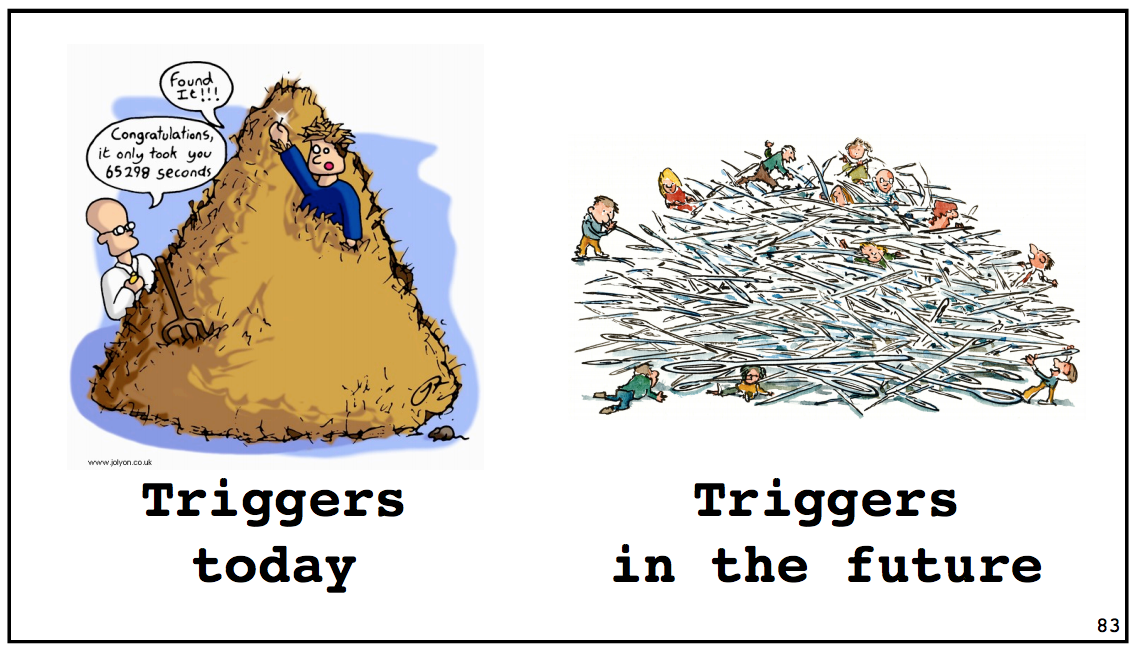 Found
It!!!
Congratulations,
it only took you
65298 seconds
www.jolyon.co.uk
Triggers
today
Triggers
in the future
83